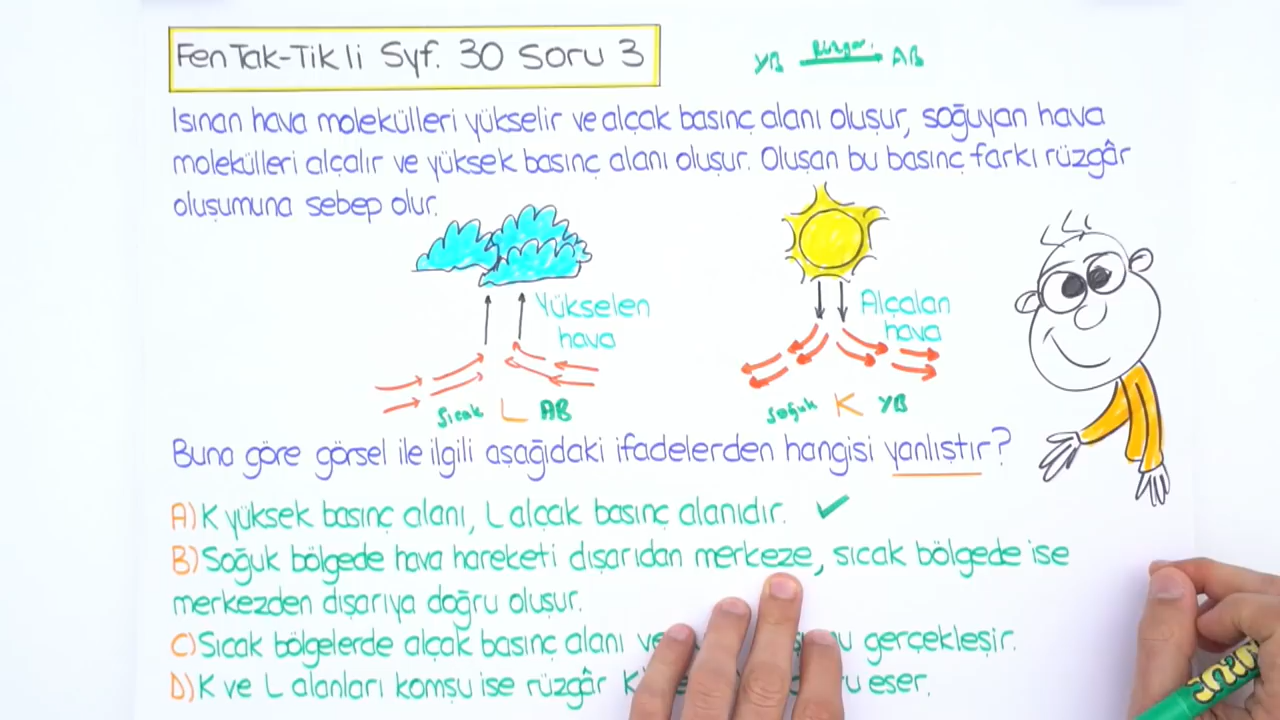 FenTak-Tikli Syf. 30 Soru 3
YB Rüzgar AB
Isınan hava molekülleri yükselir ve alçak basınç alanı oluşur, soğuyan hava
molekülleri alçalır ve yüksek basınç alanı oluşur. Oluşan bu basınç farkı rüzgâr
oluşumuna sebep olur.
Yükselen
hava
Alçalan
hava
Sıcak L AB
Soğuk K YB
Buna göre görsel ile ilgili aşağıdaki ifadelerden hangisi yanlıştır?
A) K yüksek basınç alanı, L alçak basınç alanıdır.
B) Soğuk bölgede hava hareketi dışarıdan merkeze, sıcak bölgede ise
merkezden dışarıya doğru oluşur.
C) Sıcak bölgelerde alçak basınç alanı gerçekleşir.
D) K ve L alanları komşu ise rüzgâr eser.